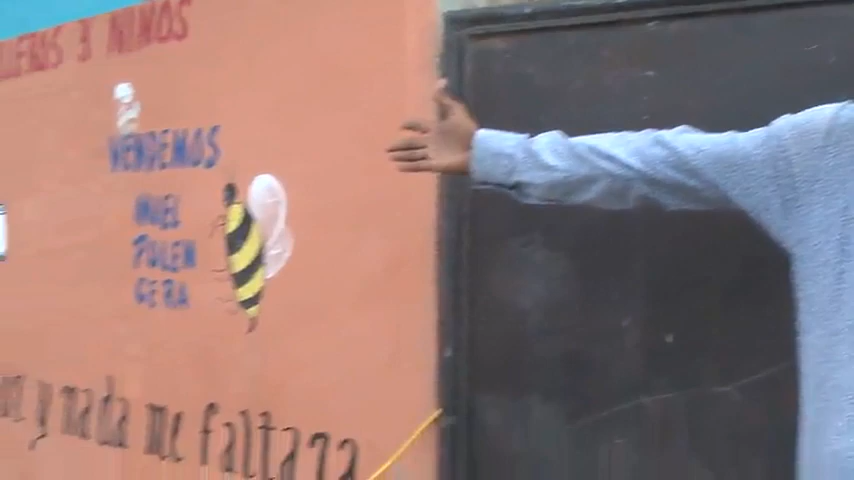 y NIÑOS
VENDEMOS
MIEL
POLEN
CERA
y nada me faltara